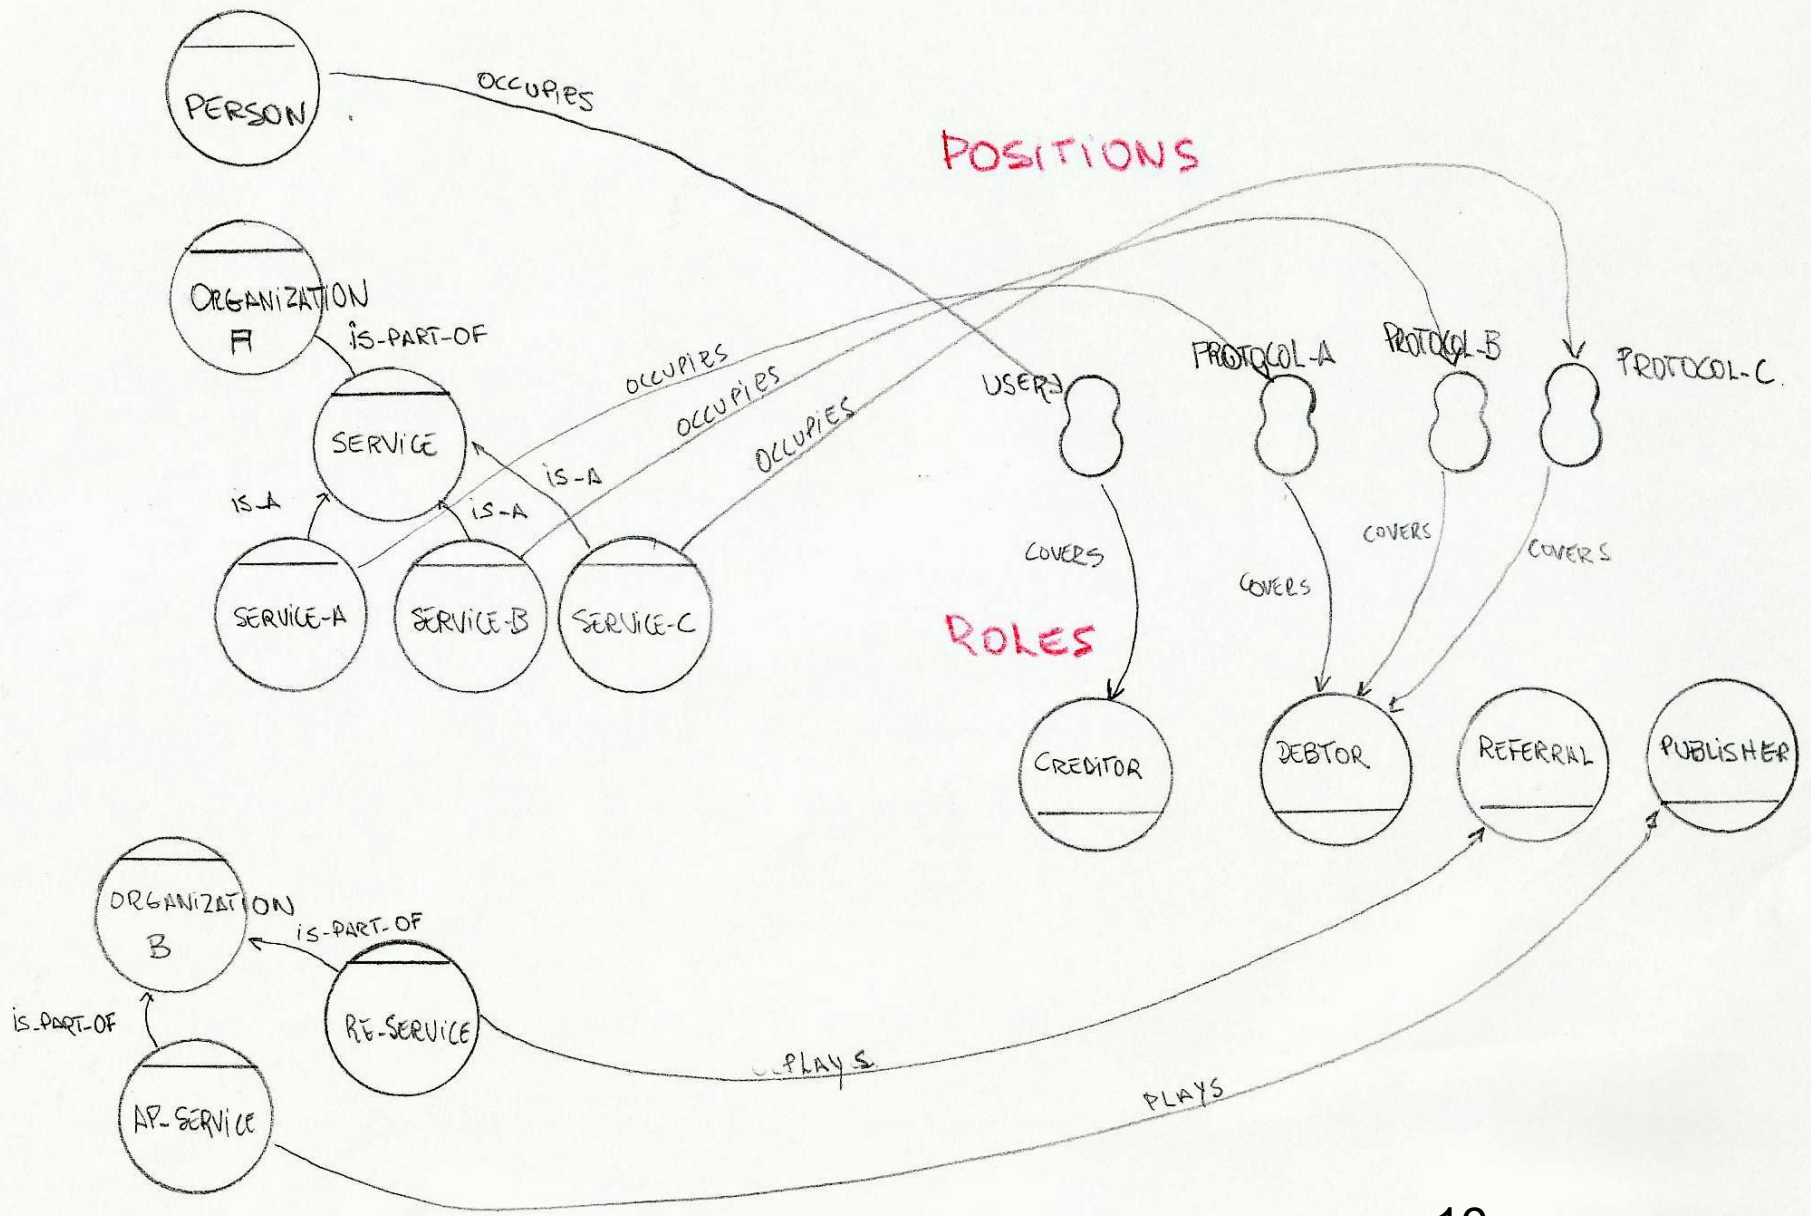 PERSON
OCCUPIES
POSITIONS
ORGANIZATION
A
IS-PART-OF
SERVICE
OCCUPIES
OCCUPIES
OCCUPIES
USER
PROTOCOL-A
PROTOCOL-B
PROTOCOL-C
IS-A
IS-A
IS-A
SERVICE-A
SERVICE-B
SERVICE-C
COVERS
COVERS
COVERS
COVERS
ROLES
CREDITOR
DEBTOR
REFERRAL
PUBLISHER
ORGANIZATION
B
IS-PART-OF
IS-PART-OF
RE-SERVICE
AP-SERVICE
PLAYS
PLAYS